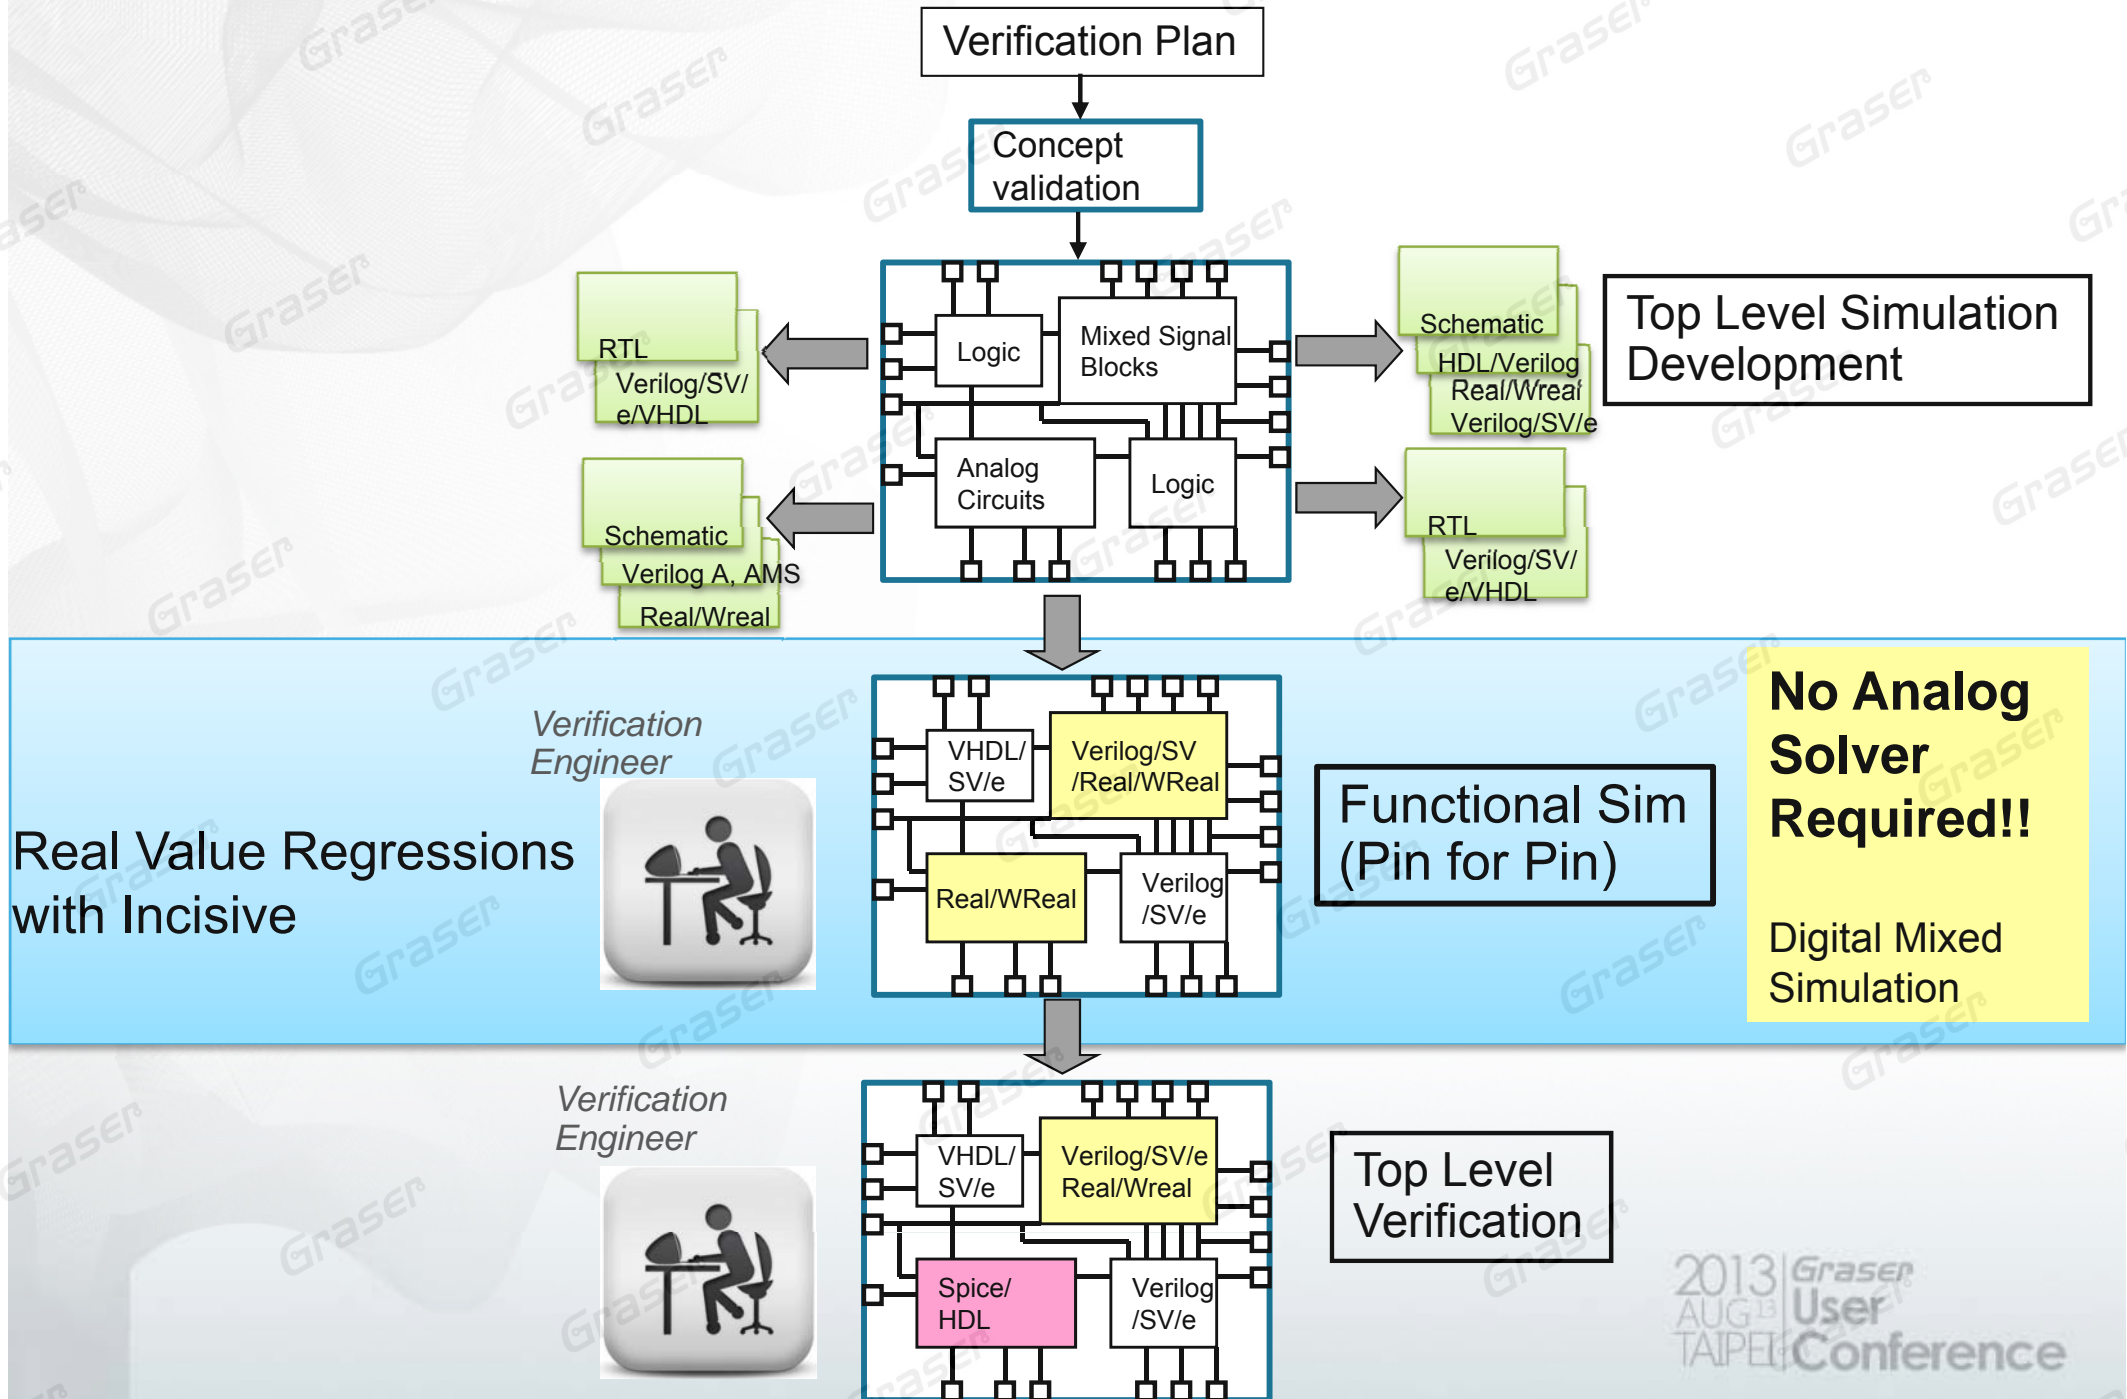 Verification Plan
Concept
validation
RTL
Verilog/SV/
e/VHDL
Schematic
Verilog A, AMS
Real/Wreal
Logic
Mixed Signal
Blocks
Analog
Circuits
Logic
Schematic
HDL/Verilog
Real/Wreal
Verilog/SV/e
RTL
Verilog/SV/
e/VHDL
Top Level Simulation
Development
Real Value Regressions
with Incisive
Verification
Engineer
VHDL/
SV/e
Verilog/SV
/Real/WReal
Real/WReal
Verilog
/SV/e
Functional Sim
(Pin for Pin)
No Analog
Solver
Required!!
Digital Mixed
Simulation
Verification
Engineer
VHDL/
SV/e
Verilog/SV/e
Real/Wreal
Spice/
HDL
Verilog
/SV/e
Top Level
Verification
2013 Graser
AUG 13 User
TAIPEI Conference
Graser